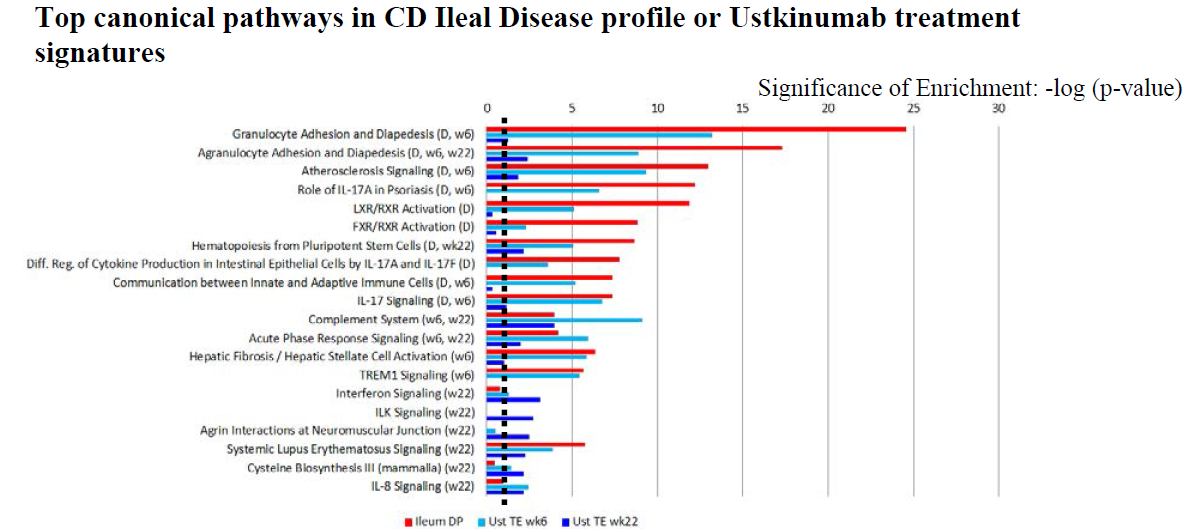 Top canonical pathways in CD Ileal Disease profile or Ustkinumab treatment
signatures
Significance of Enrichment: -log (p-value)
0 5 10 15 20 25 30
Granulocyte Adhesion and Diapedesis (D, w6)
Agranulocyte Adhesion and Diapedesis (D, w6, w22)
Atherosclerosis Signaling (D, w6)
Role of IL-17A in Psoriasis (D, w6)
LXR/RXR Activation (D)
FXR/RXR Activation (D)
Hematopoiesis from Pluripotent Stem Cells (D, wk22)
Diff. Reg. of Cytokine Production in Intestinal Epithelial Cells by IL-17A and IL-17F (D)
Communication between Innate and Adaptive Immune Cells (D, w6)
IL-17 Signaling (D, w6)
Complement System (w6, w22)
Acute Phase Response Signaling (w6, w22)
Hepatic Fibrosis / Hepatic Stellate Cell Activation (w6)
TREM1 Signaling (w6)
Interferon Signaling (w22)
ILK Signaling (w22)
Agrin Interactions at Neuromuscular Junction (w22)
Systemic Lupus Erythematosus Signaling (w22)
Cysteine Biosynthesis III (mammalia) (w22)
IL-8 Signaling (w22)
Ileum DP Ust TE wk6 Ust TE wk22